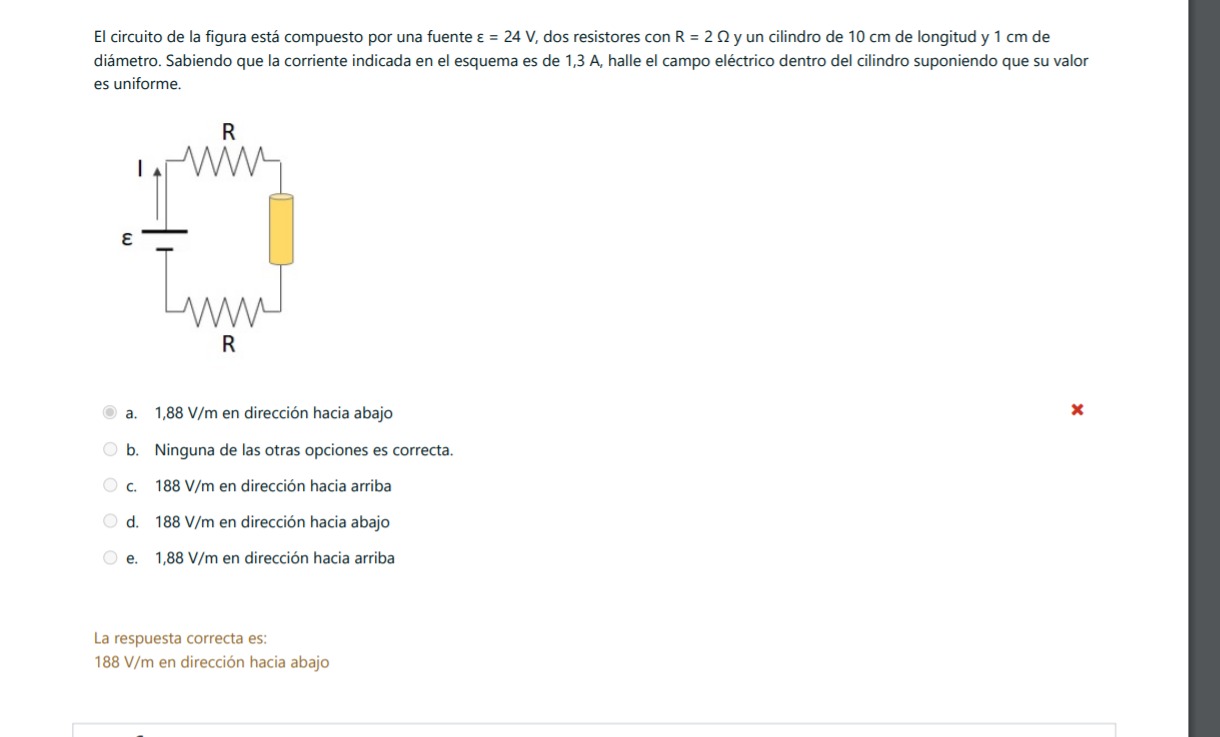 El circuito de la figura está compuesto por una fuente ε = 24 V, dos resistores con R = 2 Ω y un cilindro de 10 cm de longitud y 1 cm de
diámetro. Sabiendo que la corriente indicada en el esquema es de 1,3 A, halle el campo eléctrico dentro del cilindro suponiendo que su valor
es uniforme.
R
I
ε
R
a. 1,88 V/m en dirección hacia abajo
b. Ninguna de las otras opciones es correcta.
c. 188 V/m en dirección hacia arriba
d. 188 V/m en dirección hacia abajo
e. 1,88 V/m en dirección hacia arriba
La respuesta correcta es:
188 V/m en dirección hacia abajo